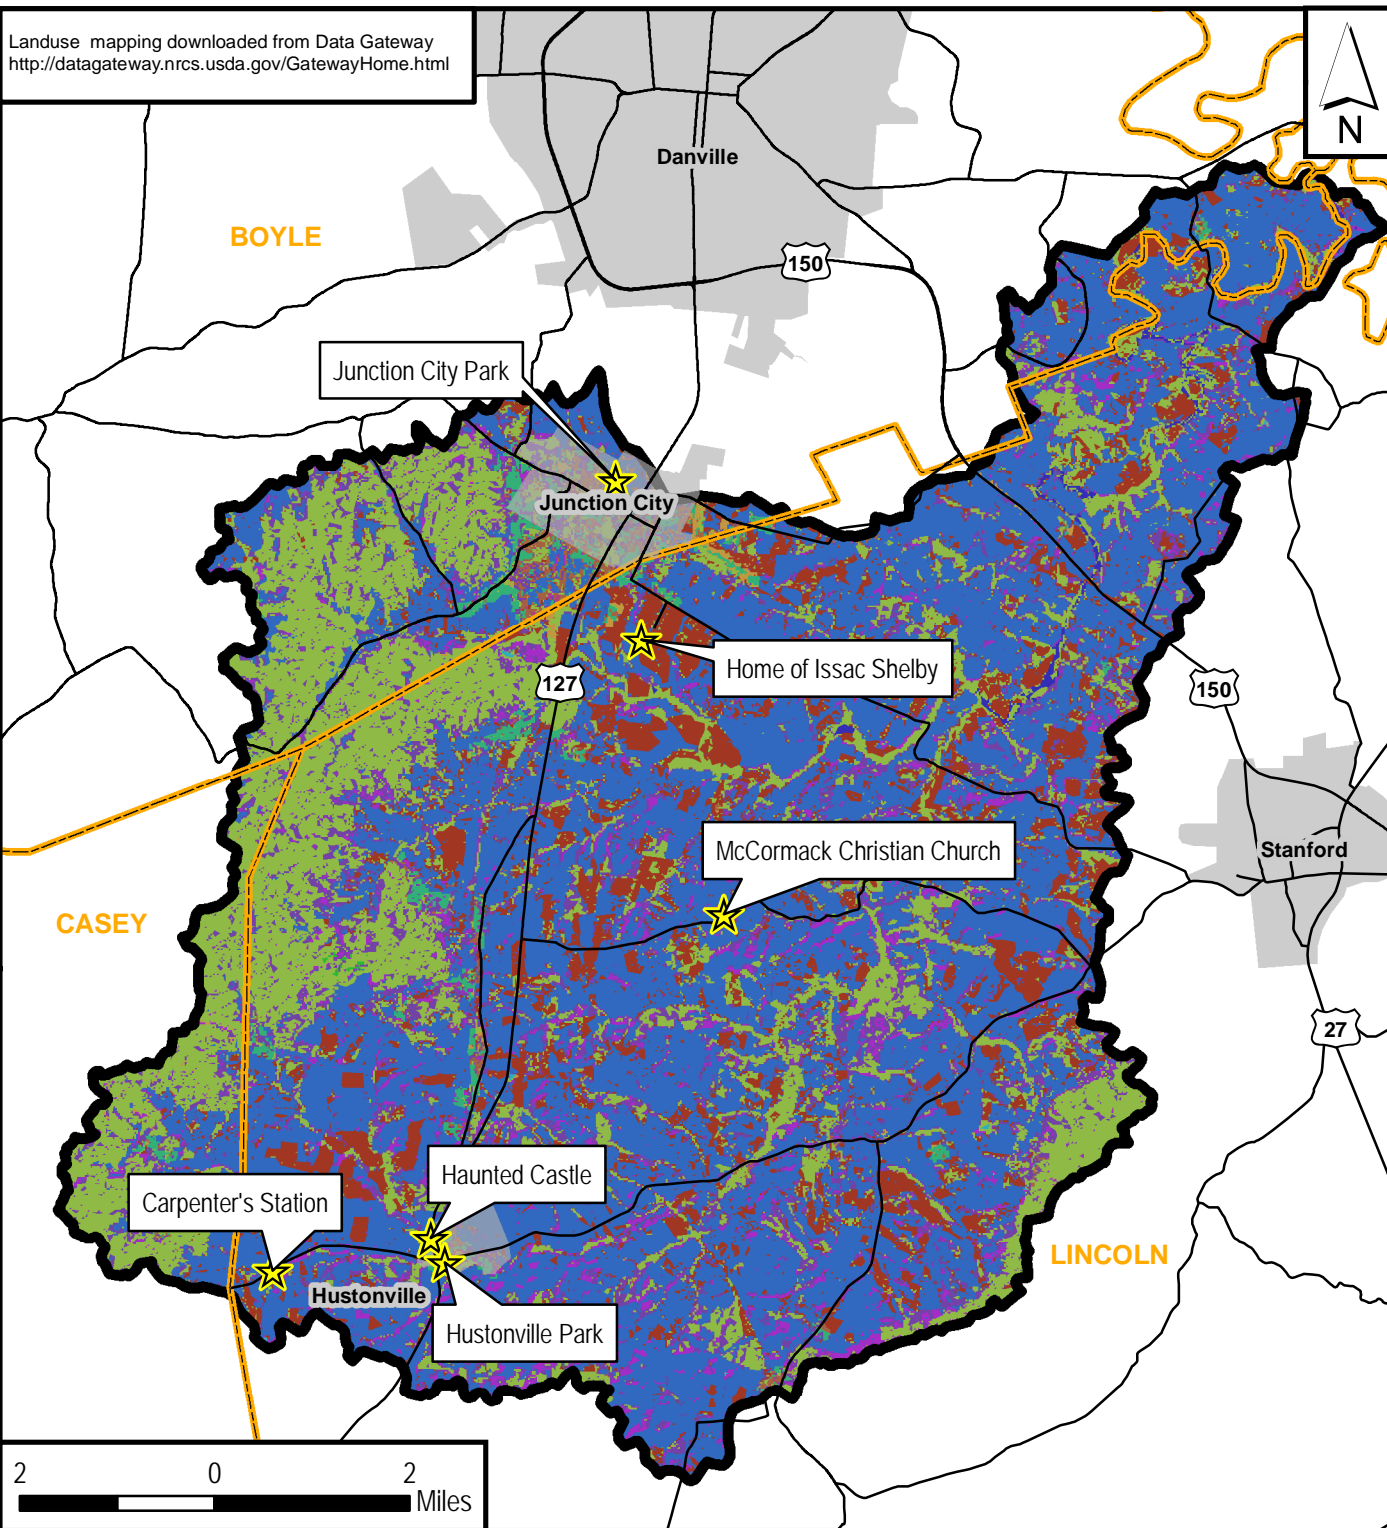 Landuse mapping downloaded from Data Gateway
http://datagateway.nrcs.usda.gov/GatewayHome.html
N
Danville
BOYLE
150
Junction City Park
Junction City
Home of Issac Shelby
127
150
McCormack Christian Church
Stanford
CASEY
27
Haunted Castle
Carpenter's Station
LINCOLN
Hustonville
Hustonville Park
2 0 2
Miles